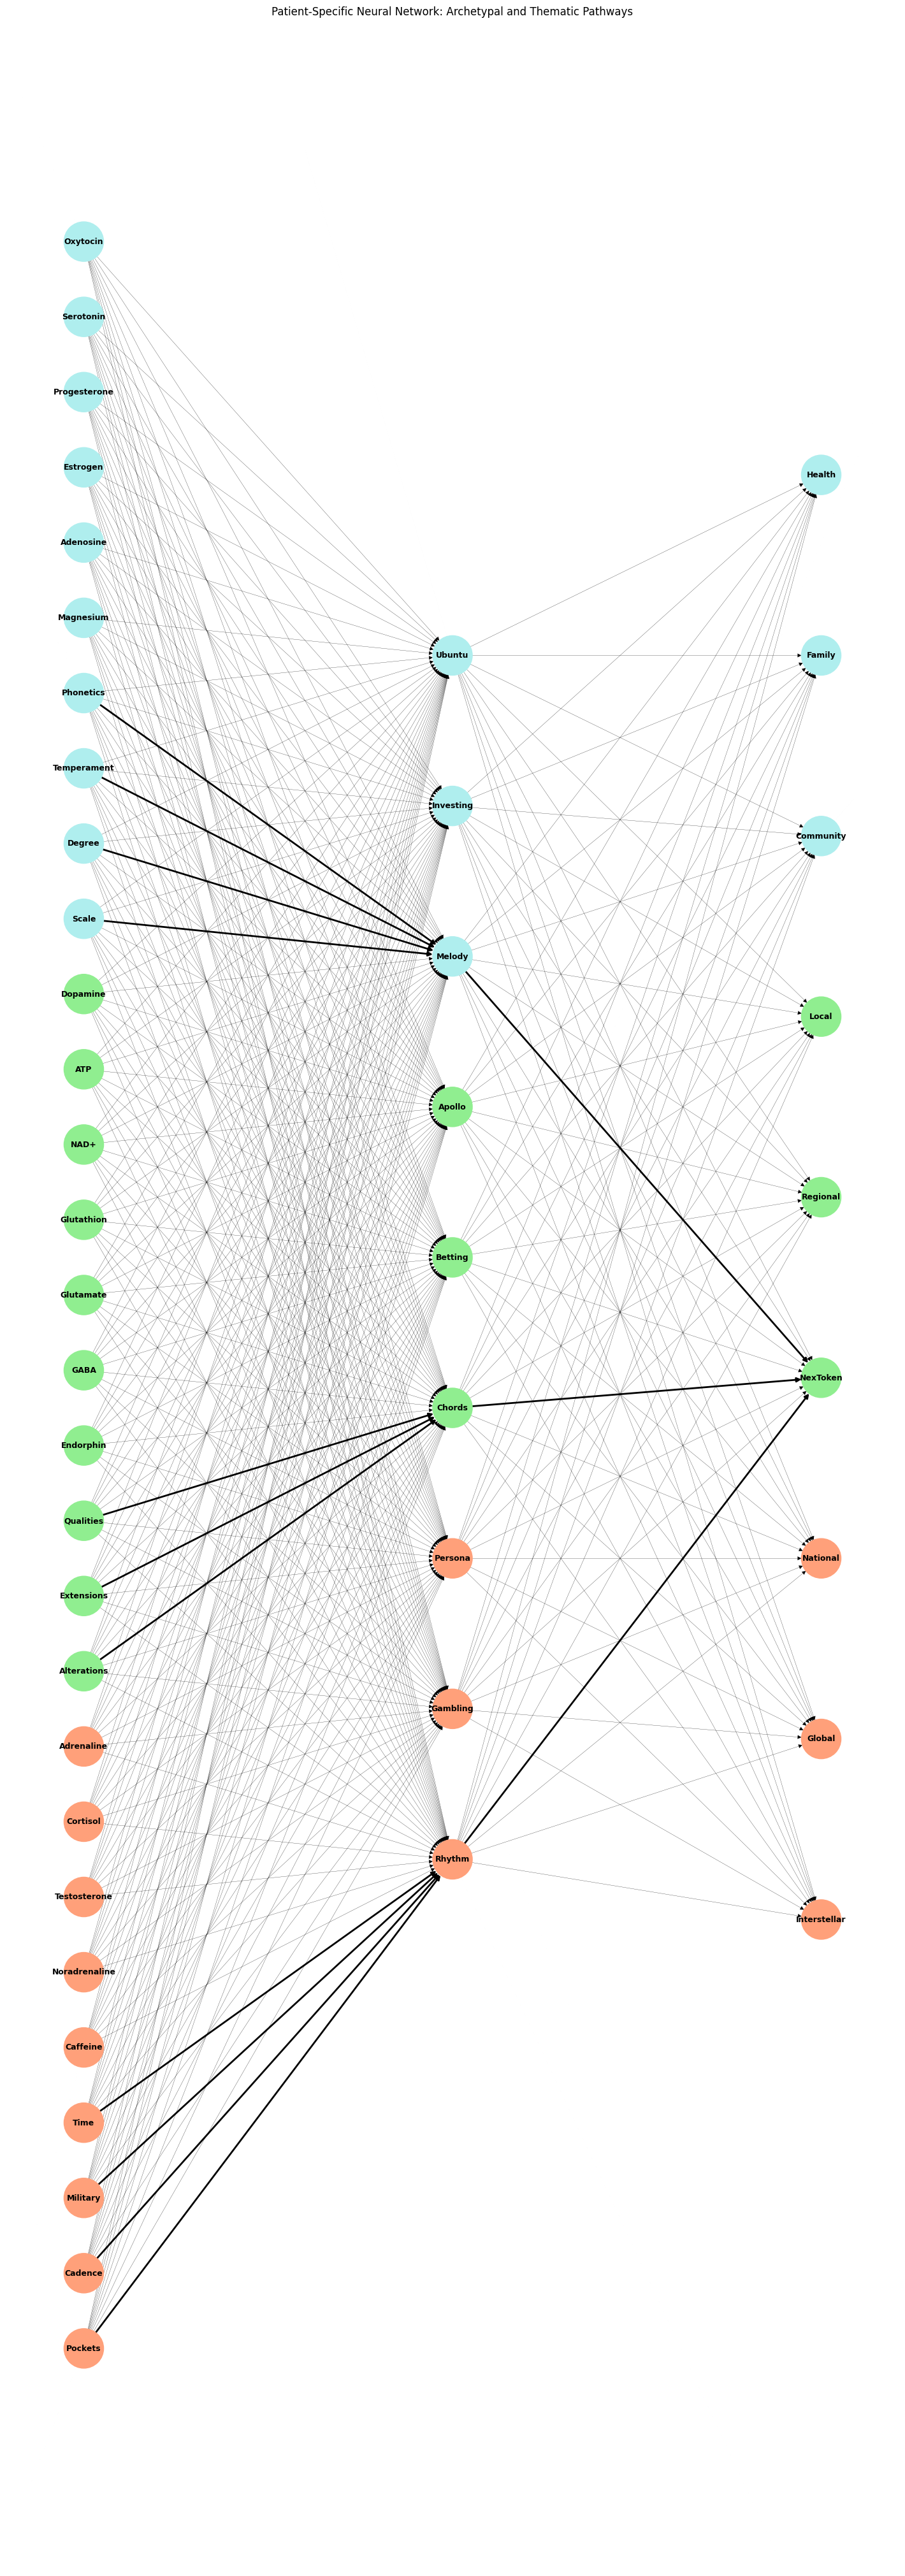 Patient-Specific Neural Network: Archetypal and Thematic Pathways
Oxytocin
Serotonin
Progesterone
Estrogen
Adenosine
Magnesium
Phonetics
Temperament
Degree
Scale
Dopamine
ATP
NAD+
Glutathion
Glutamate
GABA
Endorphin
Qualities
Extensions
Alterations
Adrenaline
Cortisol
Testosterone
Noradrenaline
Caffeine
Time
Military
Cadence
Pockets
Ubuntu
Investing
Melody
Apollo
Betting
Chords
Persona
Gambling
Rhythm
Health
Family
Community
Local
Regional
NexToken
National
Global
Interstellar